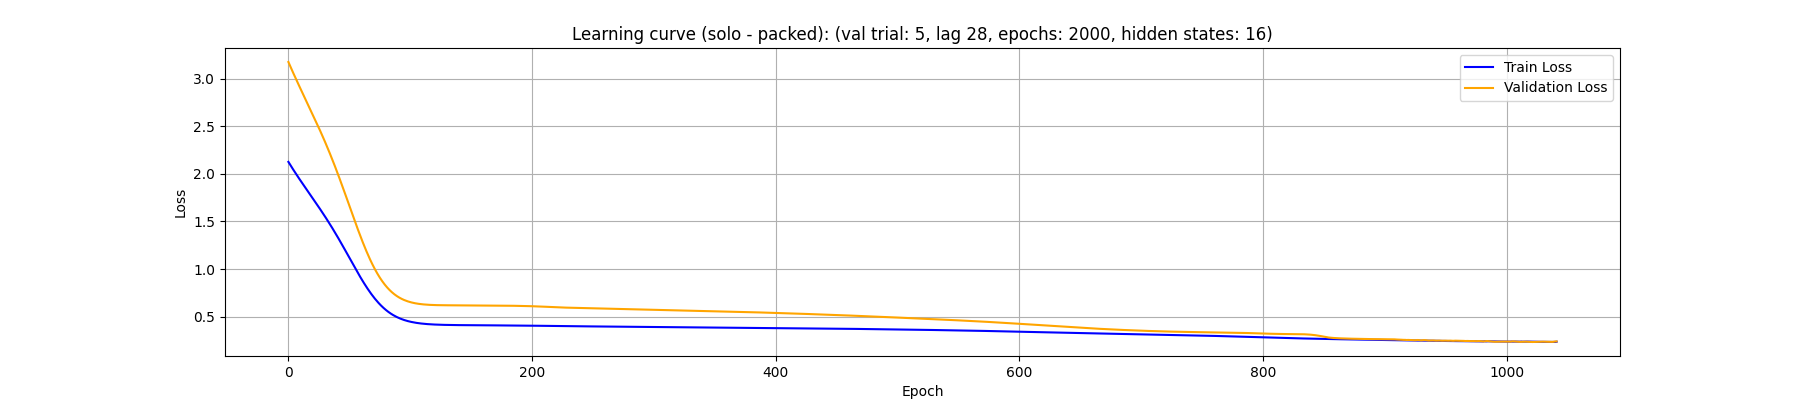 Learning curve (solo - packed): (val trial: 5, lag 28, epochs: 2000, hidden states: 16)
Train Loss
Validation Loss
Loss
3.0
2.5
2.0
1.5
1.0
0.5
0 200 400 600 800 1000
Epoch